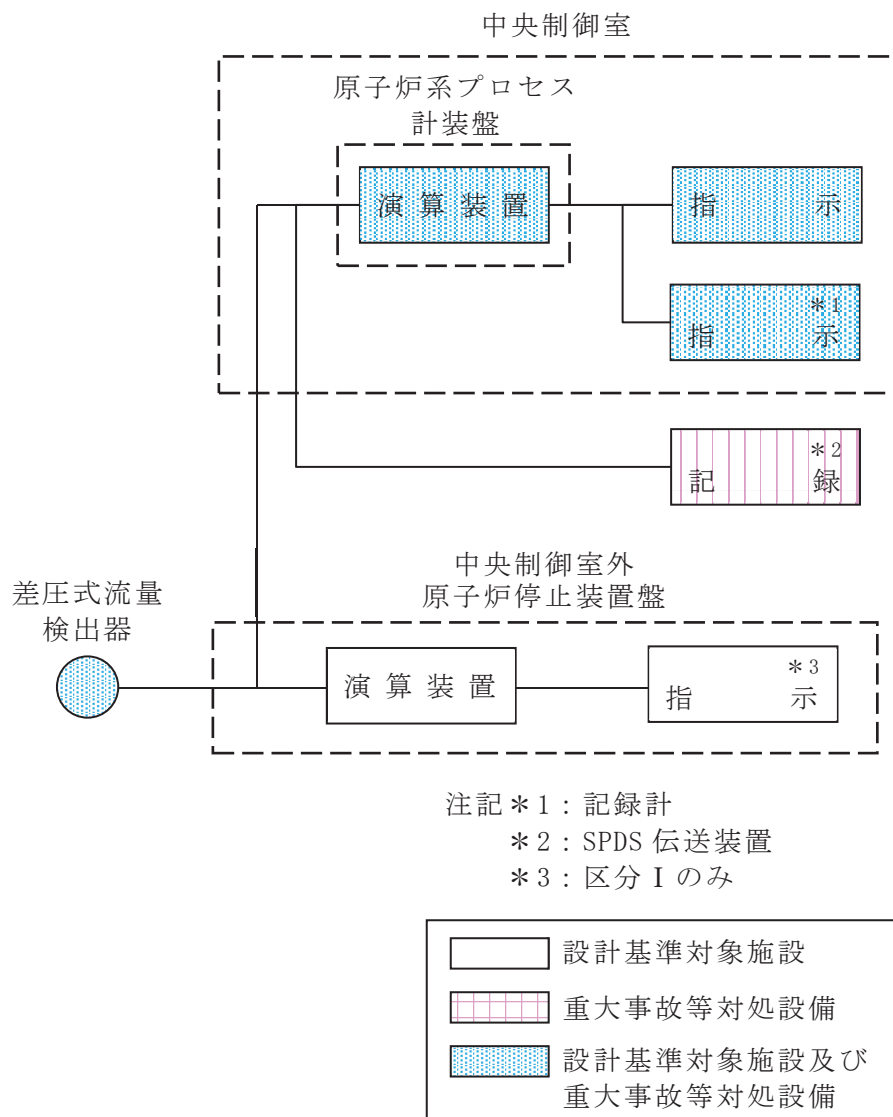 中央制御室
原子炉系プロセス
計装盤
演算装置
指示
＊1
指示
＊2
記録
中央制御室外
原子炉停止装置盤
差圧式流量
検出器
演算装置
＊3
指示
注記＊1：記録計
＊2：SPDS 伝送装置
＊3：区分Ⅰのみ
設計基準対象施設
重大事故等対処設備
設計基準対象施設及び
重大事故等対処設備